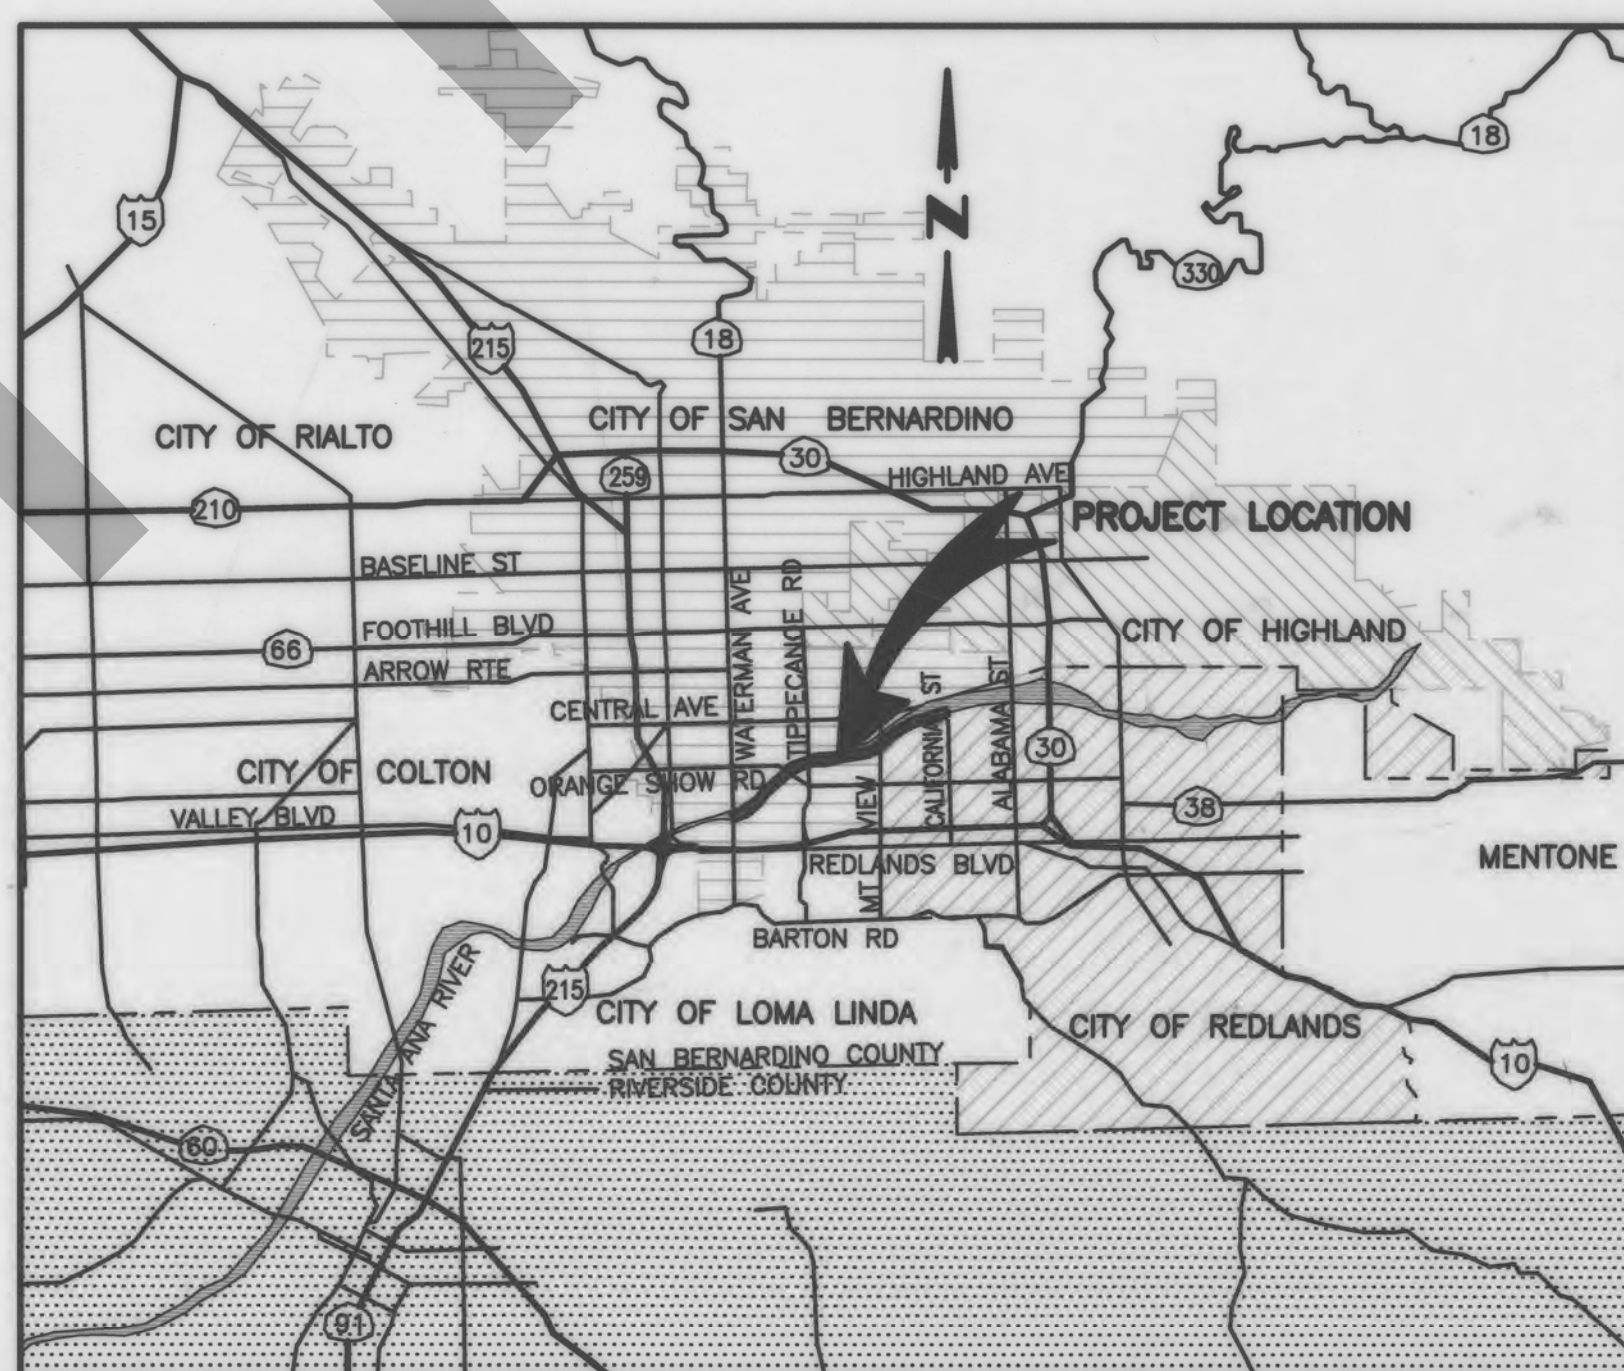 18
15
N
330
215
18
CITY OF RIALTO
CITY OF SAN BERNARDINO
30
259
HIGHLAND AVE
210
PROJECT LOCATION
BASELINE ST
FOOTHILL BLVD
66
ARROW RTE
WATERMAN AVE
TIPPECANOE RD
CITY OF HIGHLAND
CENTRAL AVE
CALIFORNIA ST
ALABAMA ST
30
CITY OF COLTON
ORANGE SHOW RD
MT VIEW
38
VALLEY BLVD
10
REDLANDS BLVD
MENTONE
BARTON RD
SANTA ANA RIVER
215
CITY OF LOMA LINDA
CITY OF REDLANDS
SAN BERNARDINO COUNTY
RIVERSIDE COUNTY
10
60
91